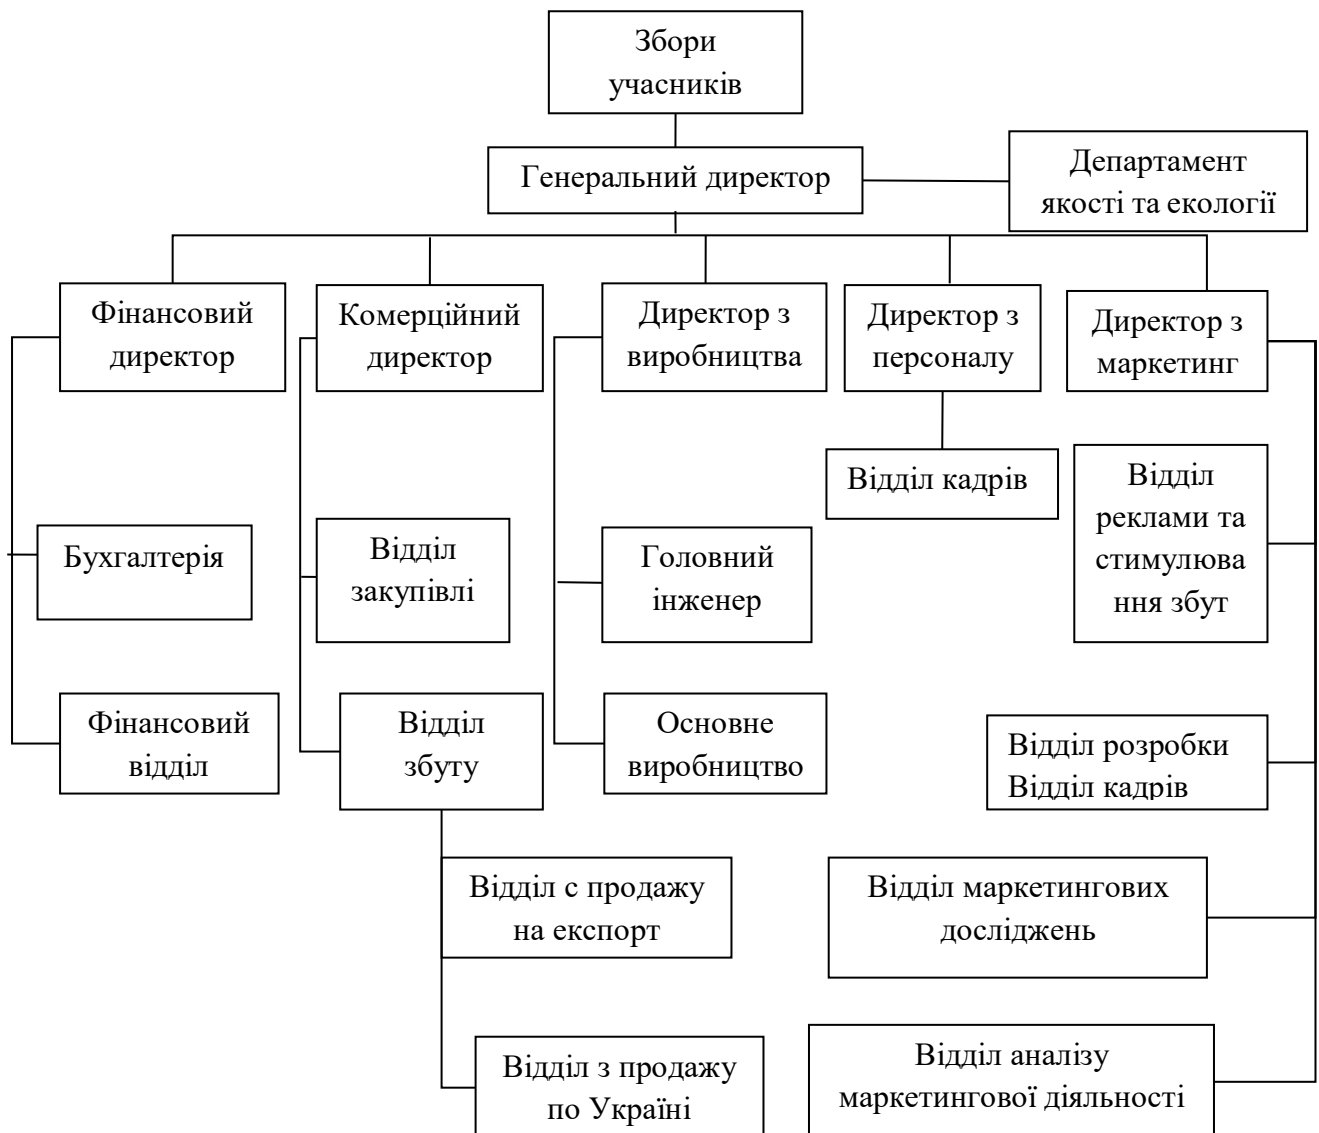 Збори
учасників
Генеральний директор
Департамент
якості та екології
Фінансовий
директор
Комерційний
директор
Директор з
виробництва
Директор з
персоналу
Директор з
маркетинг
Відділ кадрів
Відділ
реклами та
стимулюва
ння збут
Бухгалтерія
Відділ
закупівлі
Головний
інженер
Фінансовий
відділ
Відділ
збуту
Основне
виробництво
Відділ розробки
Відділ кадрів
Відділ с продажу
на експорт
Відділ маркетингових
досліджень
Відділ з продажу
по Україні
Відділ аналізу
маркетингової діяльності